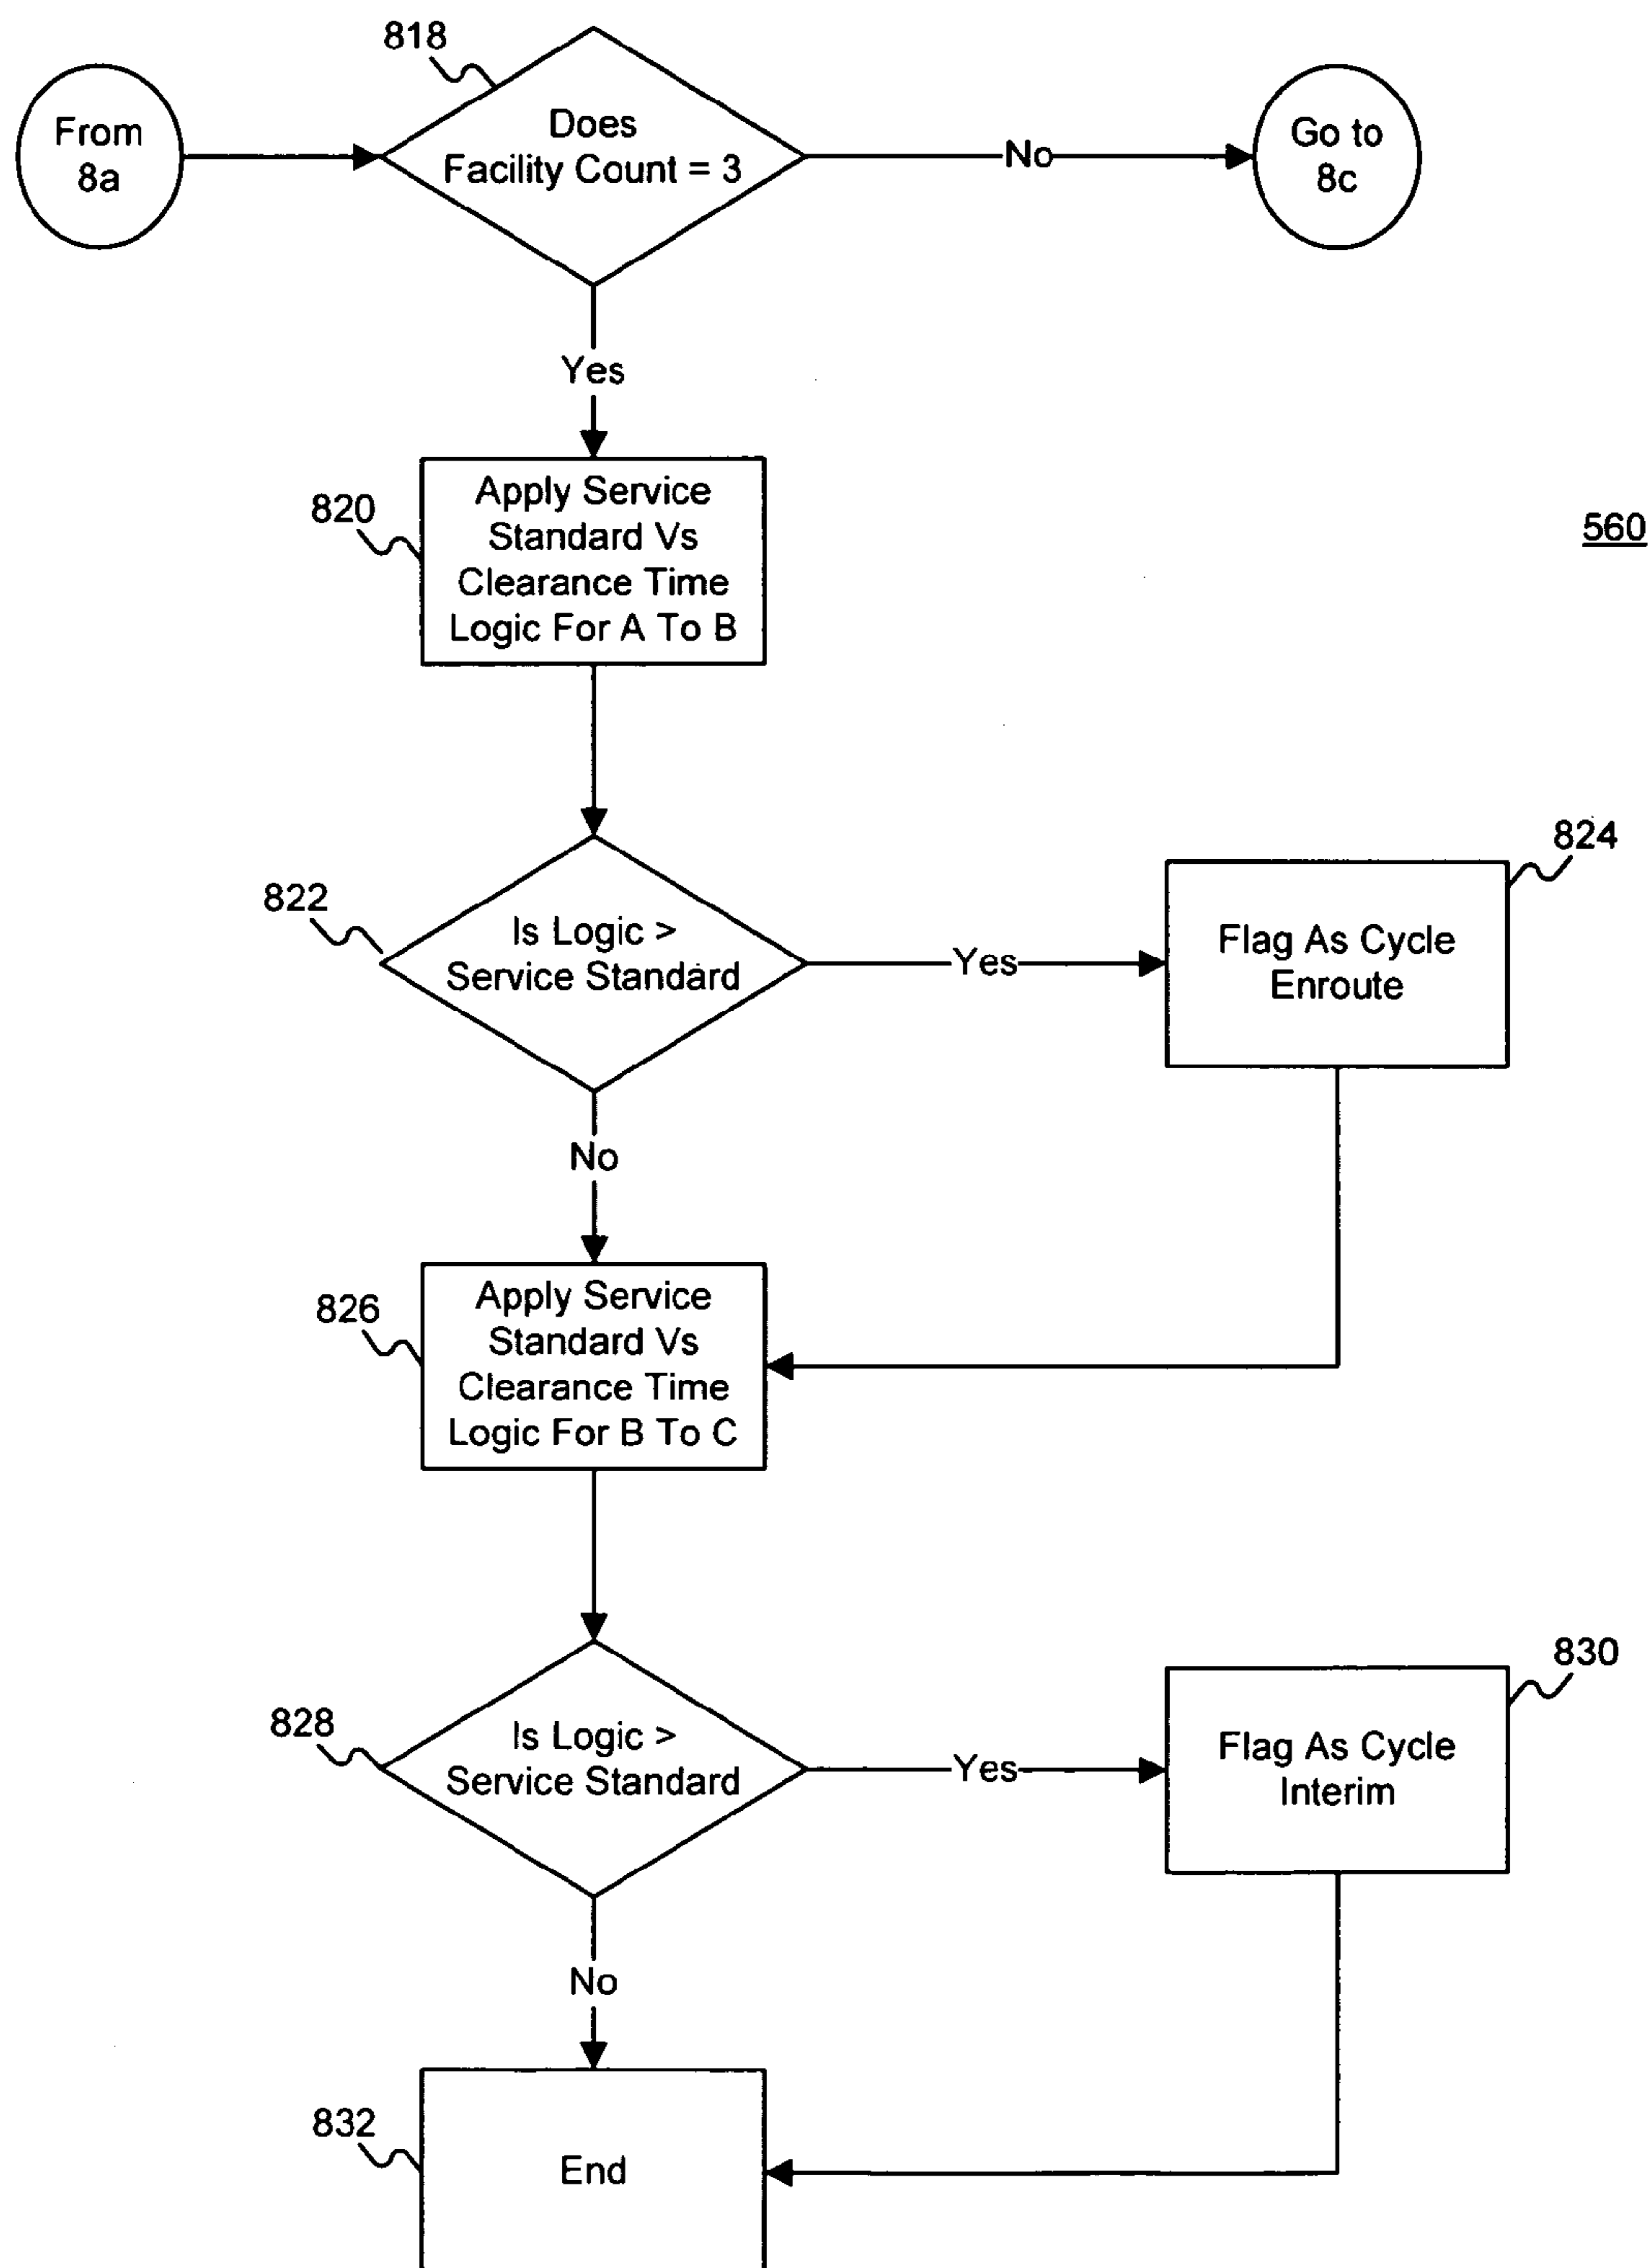 818
From
8a
Does
Facility Count = 3
No
Go to
8c
Yes
820
Apply Service
Standard Vs
Clearance Time
Logic For A To B
560
822
Is Logic >
Service Standard
Yes
824
Flag As Cycle
Enroute
No
826
Apply Service
Standard Vs
Clearance Time
Logic For B To C
828
Is Logic >
Service Standard
Yes
830
Flag As Cycle
Interim
No
832
End